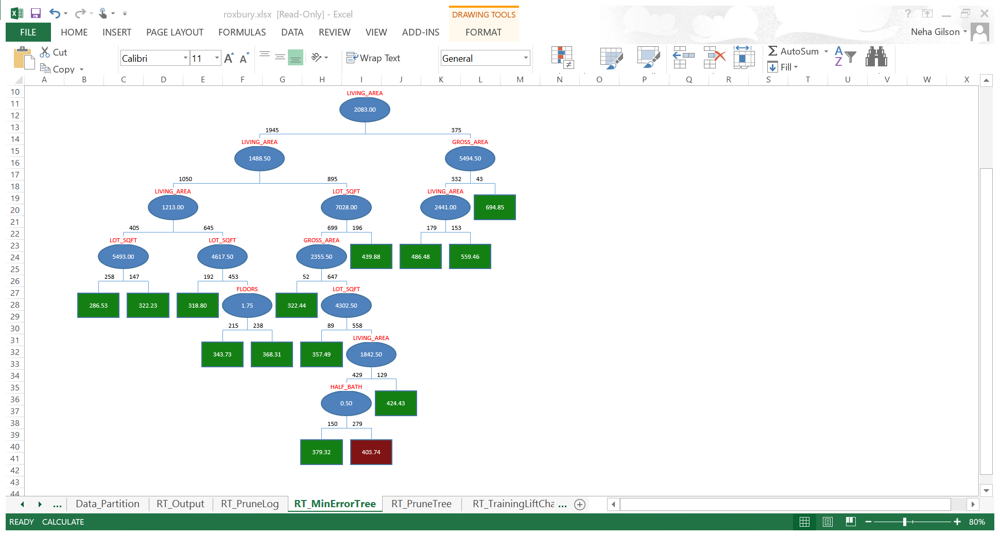 roxbury.xlsx [Read-Only] - Excel
DRAWING TOOLS
FILE HOME INSERT PAGE LAYOUT FORMULAS DATA REVIEW VIEW ADD-INS FORMAT Neha Gilson
Cut
Copy
Calibri 11 Wrap Text General AutoSum
Fill
A B C D E F G H I J K L M N O P Q R S T U V W X
10 LIVING_AREA
11 2083.00
12
13 1945 375
14 LIVING_AREA GROSS_AREA
15
16 1488.50 5494.50
17 1050 895 332 43
18 LIVING_AREA LOT_SQFT LIVING_AREA
19
20 1213.00 7028.00 2441.00 694.85
21
22 405 645 699 196 179 153
23 LOT_SQFT LOT_SQFT GROSS_AREA
24 5493.00 4617.50 2355.50 439.88 486.48 559.46
25
26 258 147 192 453 52 647
27 FLOORS LOT_SQFT
28 286.53 322.23 318.80 1.75 322.44 4302.50
29
30 215 238 89 558
31 LIVING_AREA
32 343.73 368.31 357.49 1842.50
33
34 429 129
35 HALF_BATH
36 0.50 424.43
37
38 150 279
39
40 379.32 403.74
41
42
43
44
... Data_Partition RT_Output RT_PruneLog RT_MinErrorTree RT_PruneTree RT_TrainingLiftCha ...
READY CALCULATE 80%